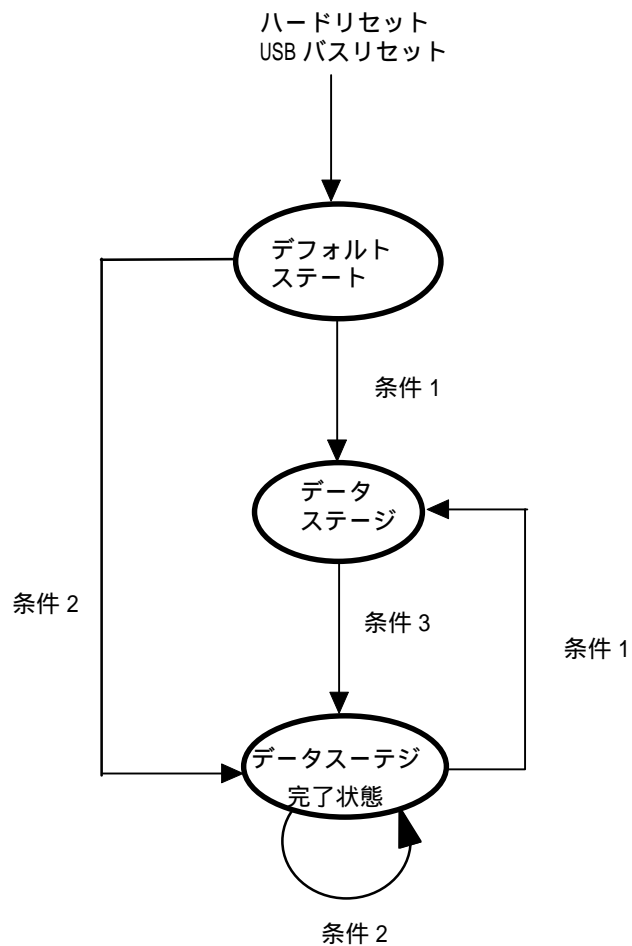 ハードリセット
USB バスリセット
デフォルト
ステート
条件 1
データ
ステージ
条件 2
条件 3
条件 1
データスーテジ
完了状態
条件 2